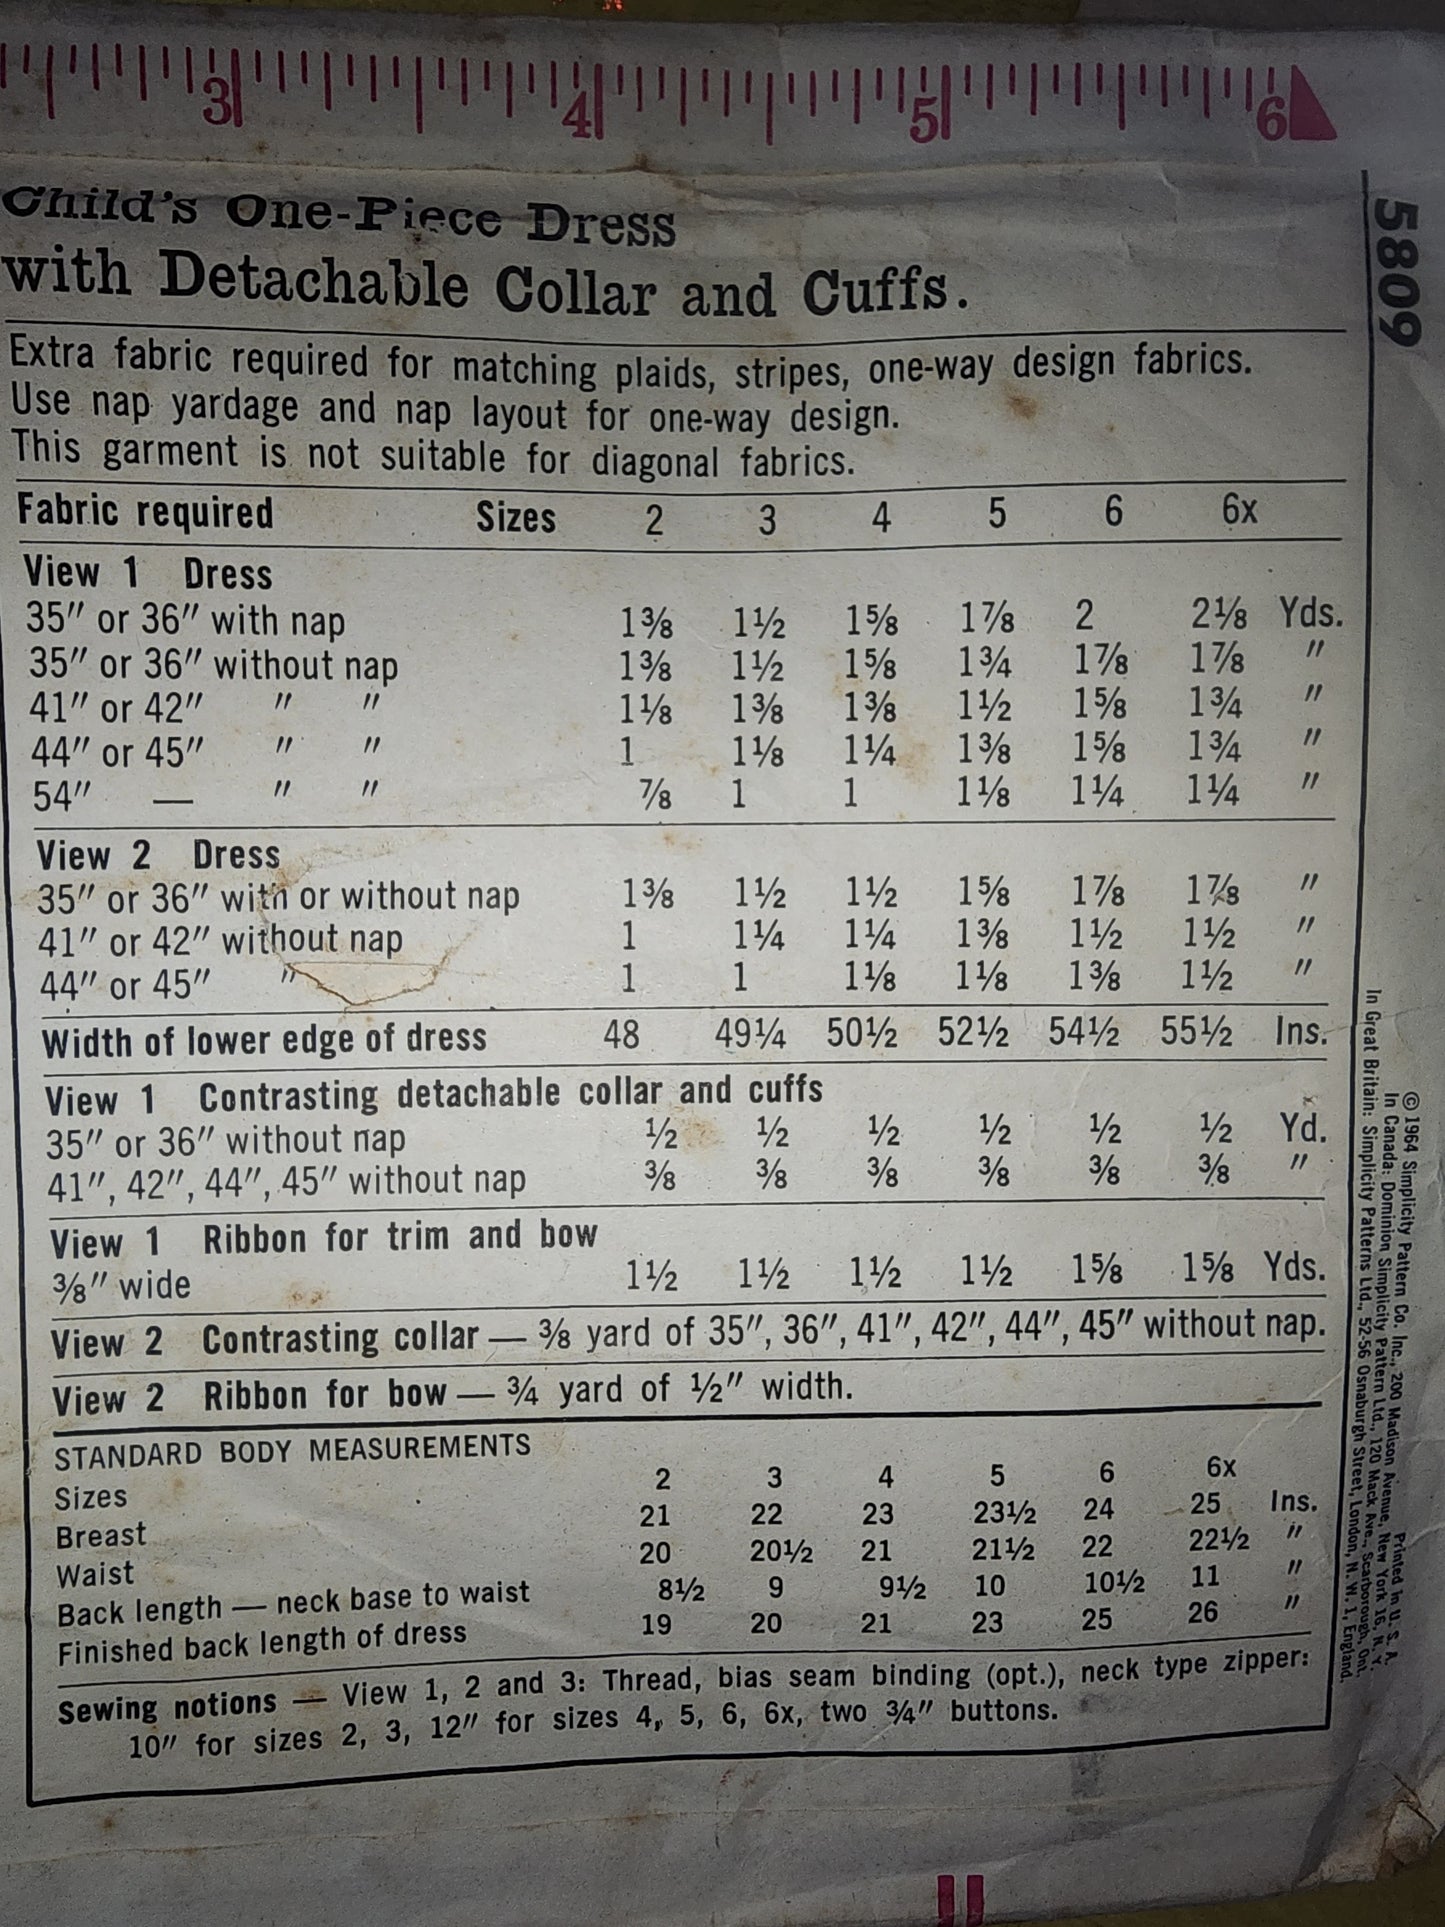 3 4 5 6
5809
Child's One-Piece Dress
with Detachable Collar and Cuffs.
Extra fabric required for matching plaids, stripes, one-way design fabrics.
Use nap yardage and nap layout for one-way design.
This garment is not suitable for diagonal fabrics.
Fabric required Sizes 2 3 4 5 6 6x
View 1 Dress
35″ or 36″ with nap 1⅜ 1½ 1⅝ 1⅞ 2 2⅛ Yds.
35″ or 36″ without nap 1⅜ 1½ 1⅝ 1¾ 1⅞ 1⅞ ″
41″ or 42″ ″ ″ 1⅛ 1⅜ 1⅜ 1½ 1⅝ 1¾ ″
44″ or 45″ ″ ″ 1 1⅛ 1¼ 1⅜ 1⅝ 1¾ ″
54″ — ″ ″ ⅞ 1 1 1⅛ 1¼ 1¼ ″
View 2 Dress
35″ or 36″ with or without nap 1⅜ 1½ 1½ 1⅝ 1⅞ 1⅞ ″
41″ or 42″ without nap 1 1¼ 1¼ 1⅜ 1½ 1½ ″
44″ or 45″ ″ 1 1 1⅛ 1⅛ 1⅜ 1½ ″
Width of lower edge of dress 48 49¼ 50½ 52½ 54½ 55½ Ins.
View 1 Contrasting detachable collar and cuffs
35″ or 36″ without nap ½ ½ ½ ½ ½ ½ Yd.
41″, 42″, 44″, 45″ without nap ⅜ ⅜ ⅜ ⅜ ⅜ ⅜ ″
View 1 Ribbon for trim and bow
⅜″ wide 1½ 1½ 1½ 1½ 1⅝ 1⅝ Yds.
View 2 Contrasting collar — ⅜ yard of 35″, 36″, 41″, 42″, 44″, 45″ without nap.
View 2 Ribbon for bow — ¾ yard of ½″ width.
STANDARD BODY MEASUREMENTS
Sizes 2 3 4 5 6 6x
Breast 21 22 23 23½ 24 25 Ins.
Waist 20 20½ 21 21½ 22 22½ ″
Back length — neck base to waist 8½ 9 9½ 10 10½ 11 ″
Finished back length of dress 19 20 21 23 25 26 ″
Sewing notions — View 1, 2 and 3: Thread, bias seam binding (opt.), neck type zipper:
10″ for sizes 2, 3, 12″ for sizes 4, 5, 6, 6x, two ¾″ buttons.
© 1964 Simplicity Pattern Co. Inc., 200 Madison Avenue, New York 16, N. Y. Printed in U. S. A.
In Canada: Dominion Simplicity Pattern Ltd., 120 Mack Ave., Scarborough, Ont.
In Great Britain: Simplicity Patterns Ltd., 52-56 Osnaburgh Street, London, N. W. 1, England.